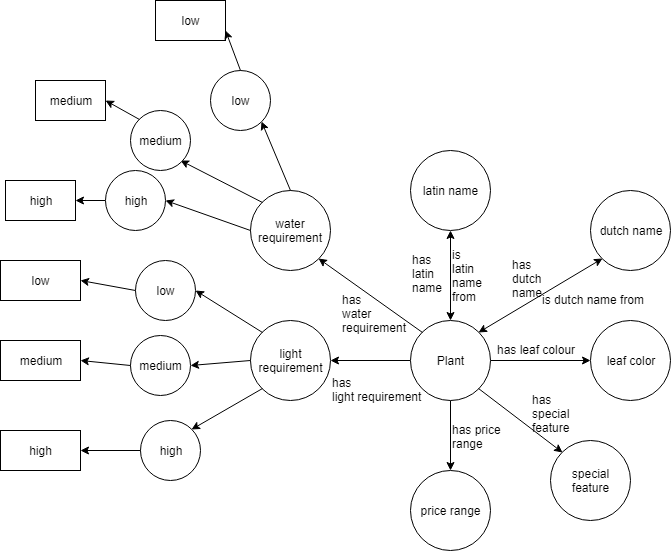 low
low
medium
medium
high
high
water
requirement
latin name
dutch name
has
latin
name
is
latin
name
from
has
dutch
name
is dutch name from
has
water
requirement
low
low
medium
medium
light
requirement
has
light requirement
Plant
has leaf colour
leaf color
high
high
has price
range
has
special
feature
price range
special
feature